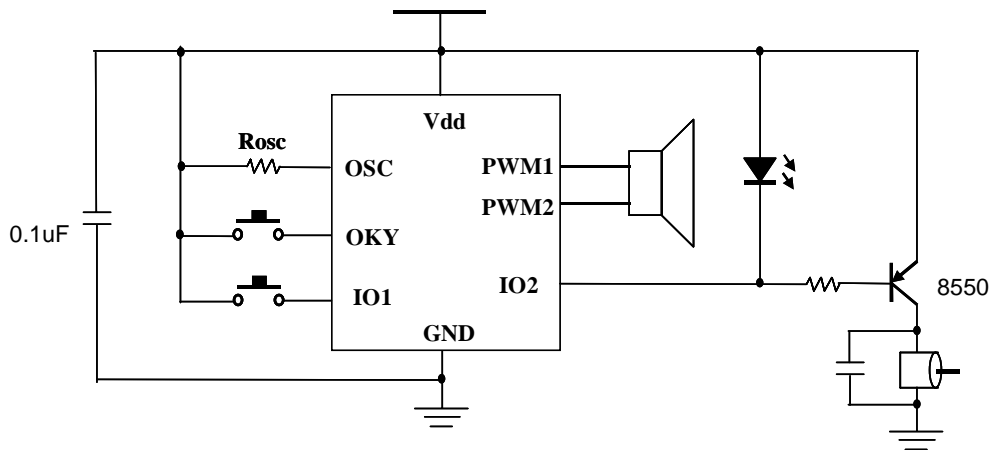 Vdd
Rosc
OSC
PWM1
PWM2
0.1uF
OKY
IO1
IO2
8550
GND